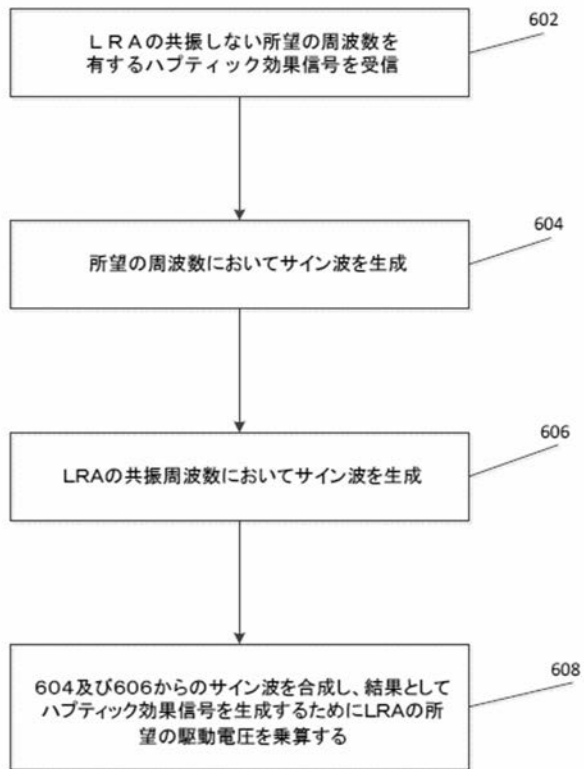 ＬＲＡの共振しない所望の周波数を
有するハプティック効果信号を受信
602
所望の周波数においてサイン波を生成
604
LRAの共振周波数においてサイン波を生成
606
604及び606からのサイン波を合成し、結果として
ハプティック効果信号を生成するためにLRAの所
望の駆動電圧を乗算する
608